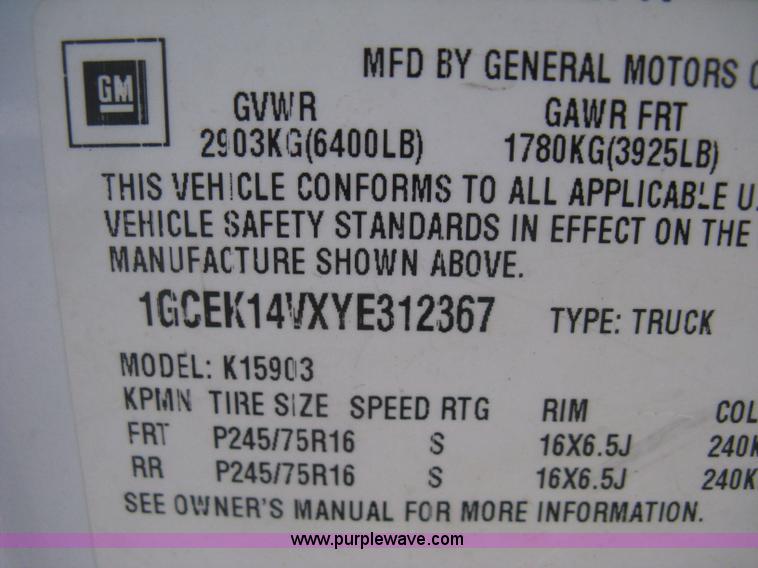 MFD BY GENERAL MOTORS
GM
GVWR GAWR FRT
2903KG(6400LB) 1780KG(3925LB)
THIS VEHICLE CONFORMS TO ALL APPLICABLE U.
VEHICLE SAFETY STANDARDS IN EFFECT ON THE
MANUFACTURE SHOWN ABOVE.
1GCEK14VXYE312367 TYPE: TRUCK
MODEL: K15903
KPMN TIRE SIZE SPEED RTG RIM COL
FRT P245/75R16 S 16X6.5J 240K
RR P245/75R16 S 16X6.5J 240K
SEE OWNER'S MANUAL FOR MORE INFORMATION.
www.purplewave.com